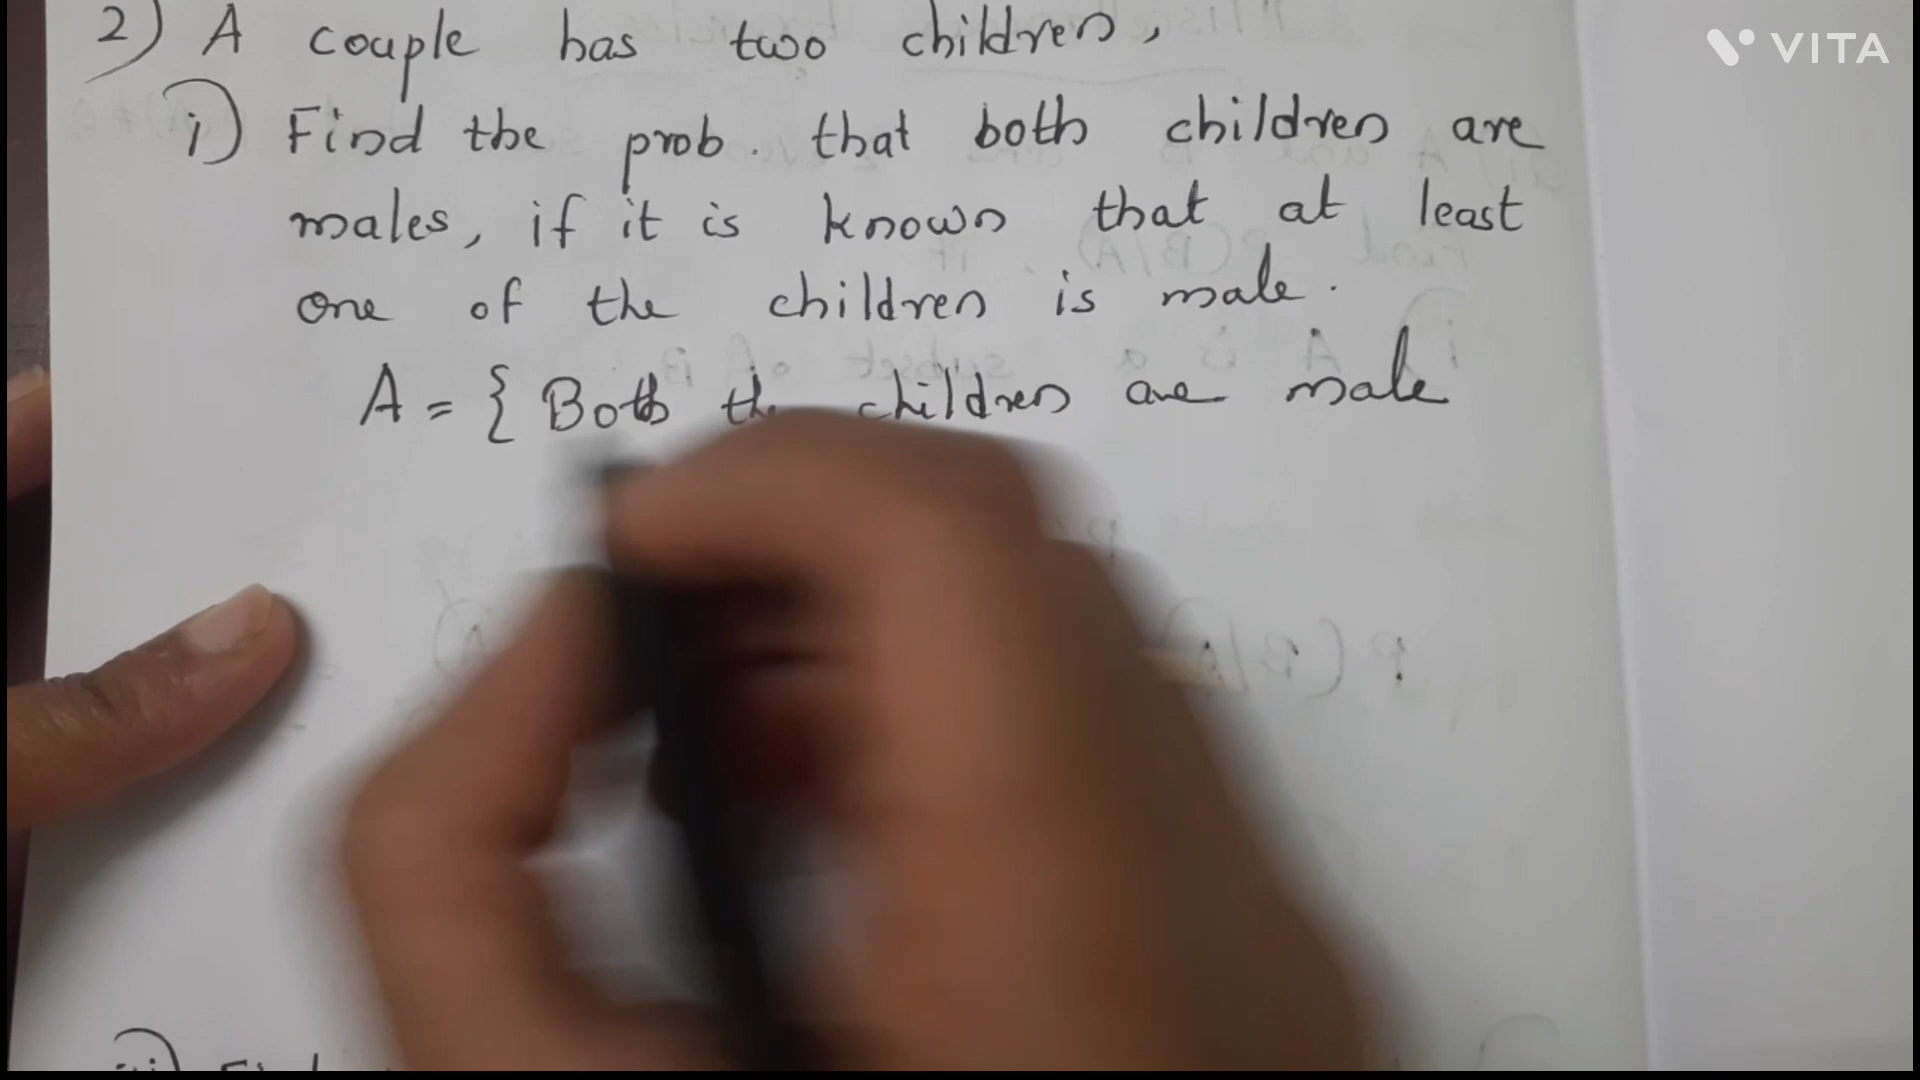 VITA
2) A couple has two children,
i) Find the prob. that both children are
males, if it is known that at least
one of the children is male.
A = { Both the children are male